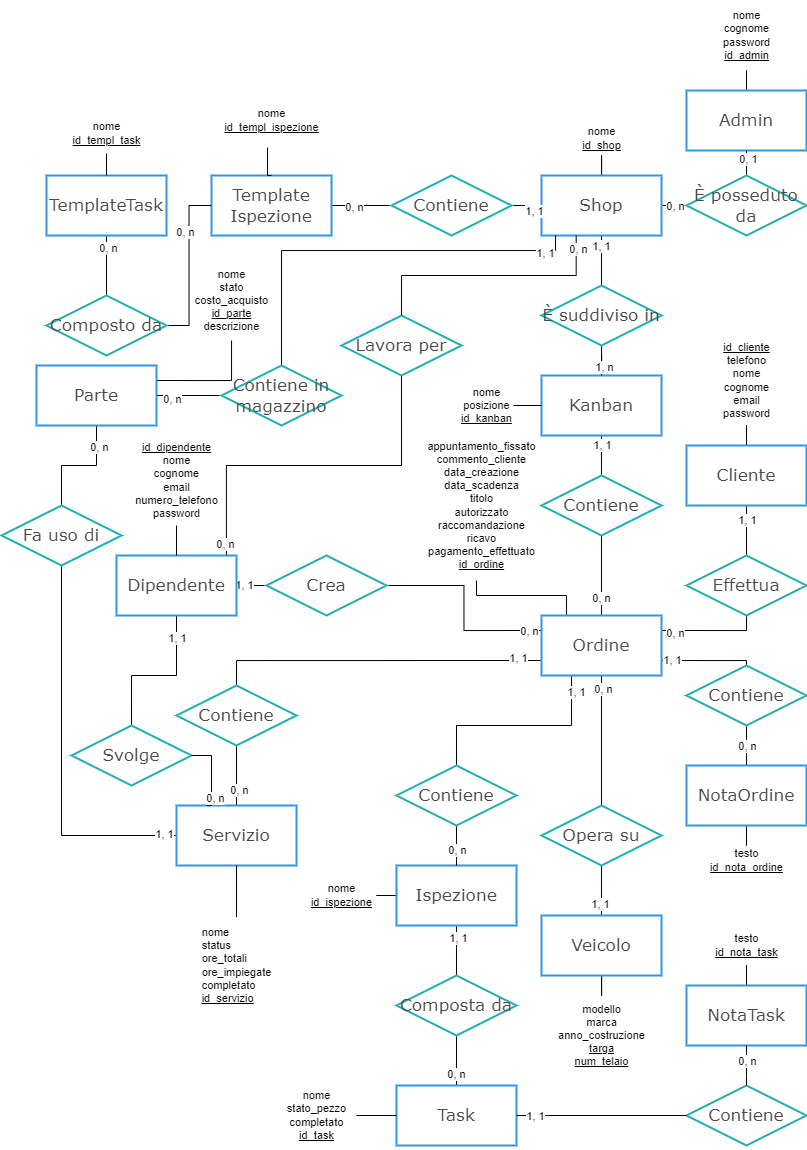 nome
cognome
password
id_admin
Admin
0, 1
È posseduto
da
0, n
nome
id_shop
Shop
1, 1
Contiene
0, n
nome
id_templ_ispezione
Template
Ispezione
nome
id_templ_task
TemplateTask
0, n
0, n
Composto da
1, 1
0, n
1, 1
nome
stato
costo_acquisto
id_parte
descrizione
È suddiviso in
Lavora per
1, n
Parte
0, n
Contiene in
magazzino
Kanban
nome
posizione
id_kanban
id_cliente
telefono
nome
cognome
email
password
Cliente
1, 1
1, 1
0, n
id_dipendente
nome
cognome
email
numero_telefono
password
appuntamento_fissato
commento_cliente
data_creazione
data_scadenza
titolo
autorizzato
raccomandazione
ricavo
pagamento_effettuato
id_ordine
Contiene
Fa uso di
0, n
Dipendente
1, 1
Crea
Effettua
0, n
0, n
0, n
Ordine
1, 1
1, 1
1, 1
1, 1
0, n
Contiene
Contiene
Svolge
0, n
NotaOrdine
testo
id_nota_ordine
Contiene
0, n
0, n
1, 1
Servizio
0, n
Opera su
Ispezione
nome
id_ispezione
1, 1
1, 1
Veicolo
nome
status
ore_totali
ore_impiegate
completato
id_servizio
testo
id_nota_task
NotaTask
Composta da
modello
marca
anno_costruzione
targa
num_telaio
0, n
0, n
nome
stato_pezzo
completato
id_task
Task
1, 1
Contiene